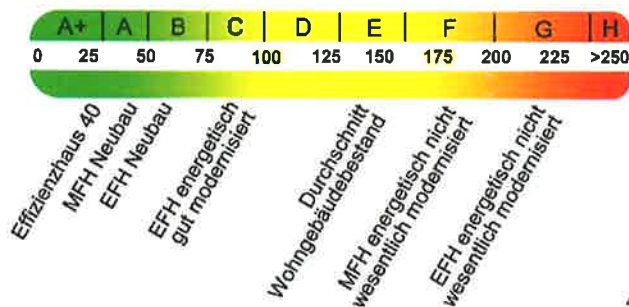 A+ A B C D E F G H
0 25 50 75 100 125 150 175 200 225 >250
Effizienzhaus 40
MFH Neubau
EFH Neubau
EFH energetisch
gut modernisiert
Durchschnitt
Wohngebäudebestand
MFH energetisch nicht
wesentlich modernisiert
EFH energetisch nicht
wesentlich modernisiert